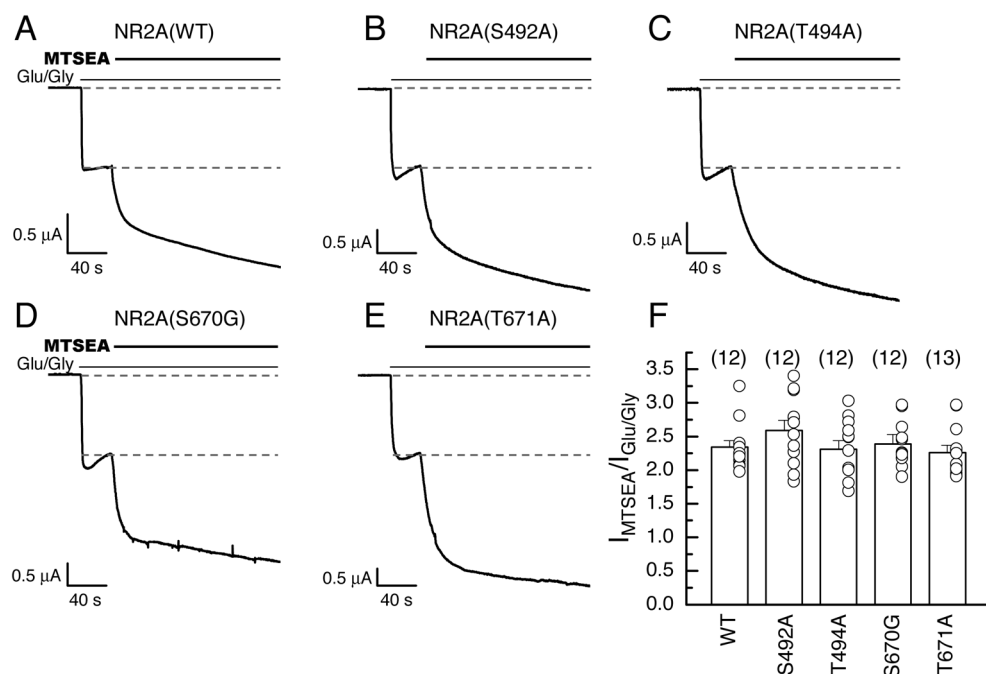 A NR2A(WT)
B NR2A(S492A)
C NR2A(T494A)
MTSEA
Glu/Gly
0.5 µA
40 s
0.5 µA
40 s
0.5 µA
40 s
D NR2A(S670G)
E NR2A(T671A)
F
MTSEA
Glu/Gly
0.5 µA
40 s
0.5 µA
40 s
(12) (12) (12) (12) (13)
3.5
3.0
2.5
2.0
1.5
1.0
0.5
0.0
I MTSEA/I Glu/Gly
WT
S492A
T494A
S670G
T671A